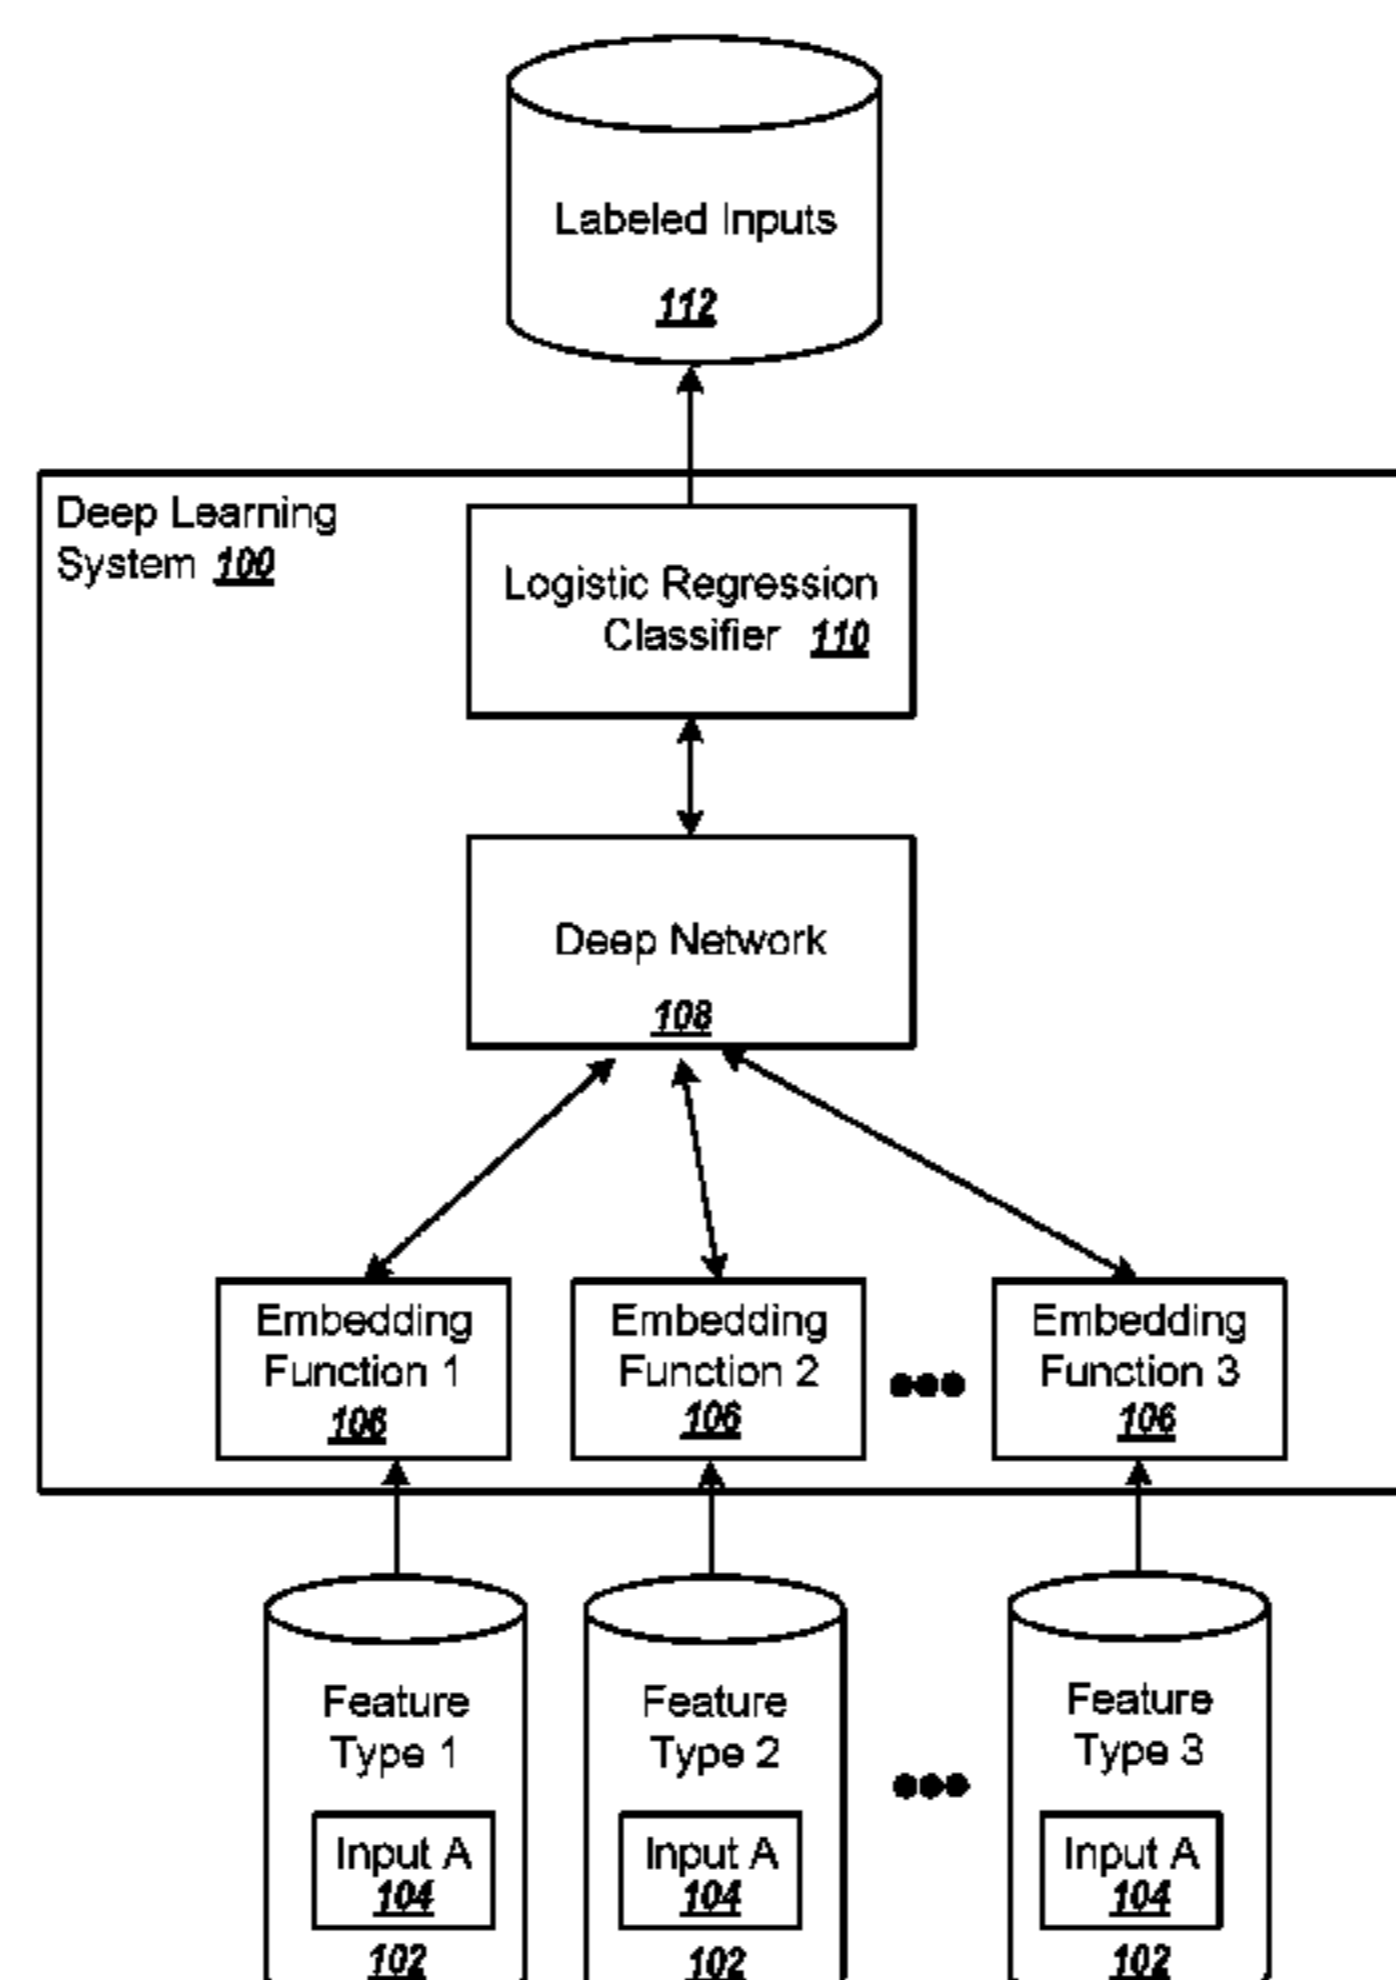 Labeled Inputs
112
Deep Learning
System 100
Logistic Regression
Classifier 110
Deep Network
108
Embedding
Function 1
106
Embedding
Function 2
106
Embedding
Function 3
106
Feature
Type 1
Input A
104
102
Feature
Type 2
Input A
104
102
Feature
Type 3
Input A
104
102